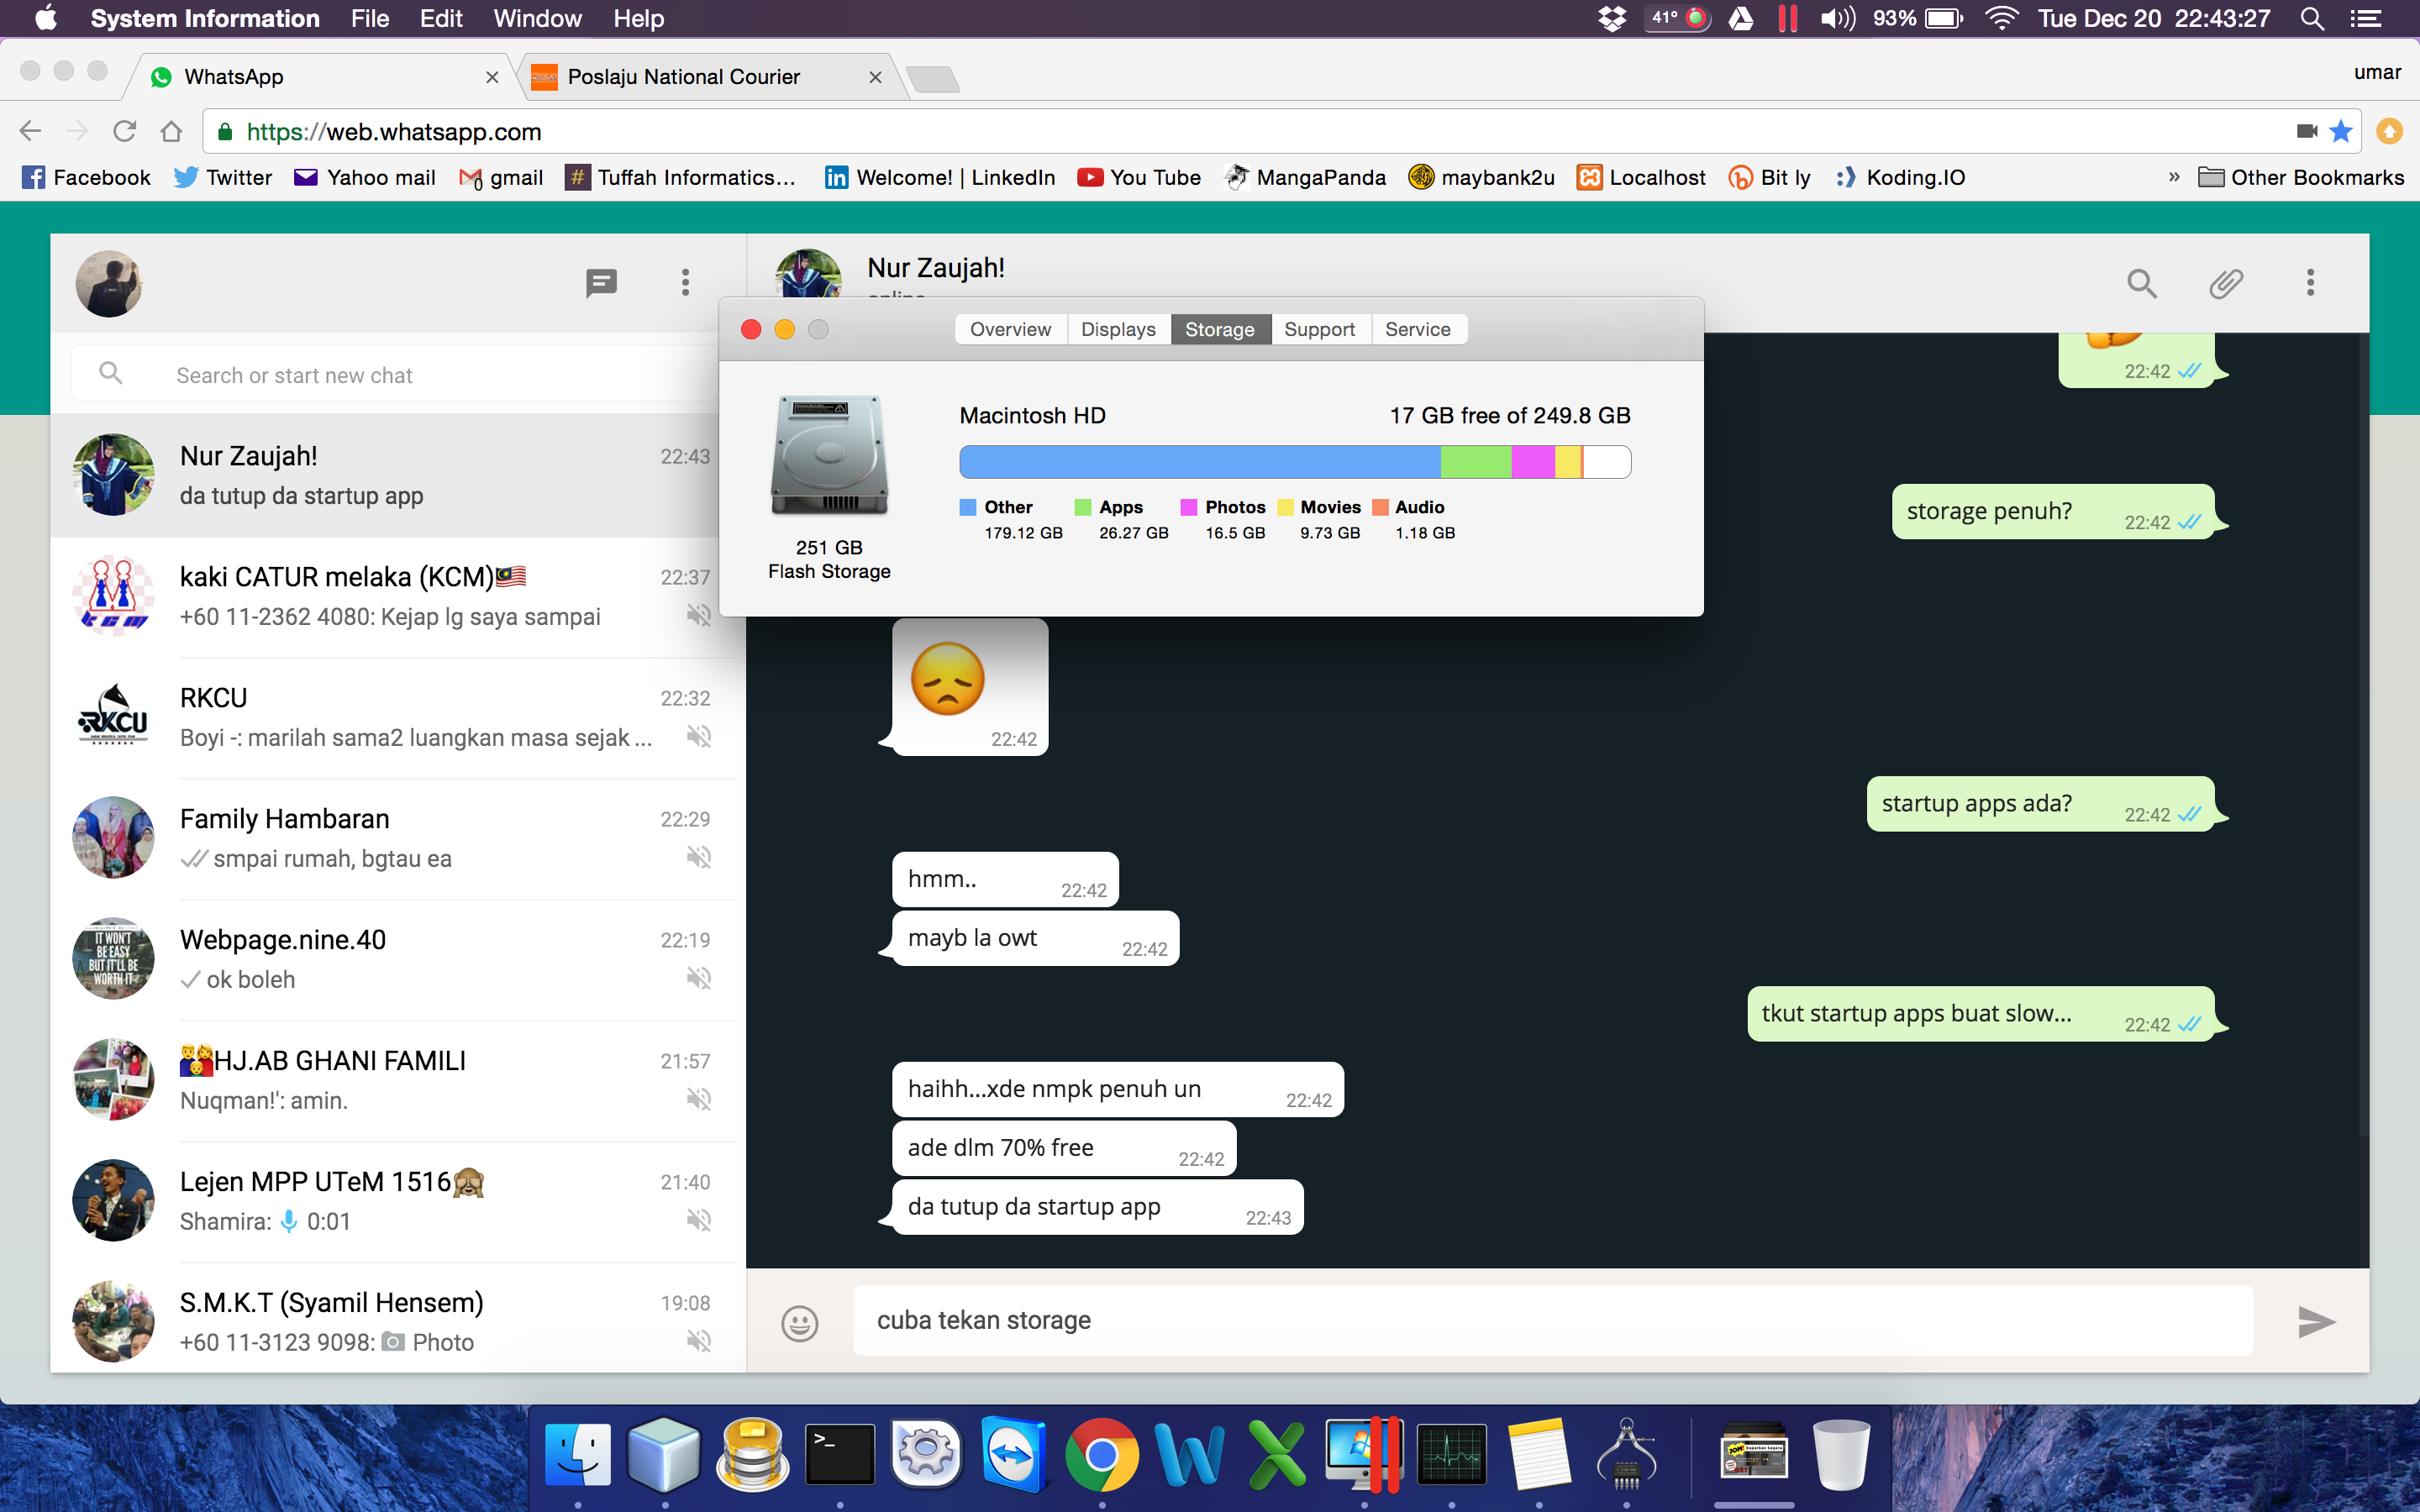 System Information File Edit Window Help 41° 93% Tue Dec 20 22:43:27
WhatsApp Poslaju National Courier umar
https://web.whatsapp.com
Facebook Twitter Yahoo mail gmail Tuffah Informatics... Welcome! | LinkedIn You Tube MangaPanda maybank2u Localhost Bit ly Koding.IO » Other Bookmarks
Search or start new chat
Nur Zaujah! 22:43
da tutup da startup app
kaki CATUR melaka (KCM)🇲🇾 22:37
+60 11-2362 4080: Kejap lg saya sampai
RKCU
RKCU 22:32
Boyi -: marilah sama2 luangkan masa sejak ...
Family Hambaran 22:29
smpai rumah, bgtau ea
IT WON'T
BE EASY
BUT IT'LL BE
WORTH IT
Webpage.nine.40 22:19
ok boleh
HJ.AB GHANI FAMILI 21:57
Nuqman!': amin.
Lejen MPP UTeM 1516🙈 21:40
Shamira: 0:01
S.M.K.T (Syamil Hensem) 19:08
+60 11-3123 9098: Photo
Nur Zaujah!
Overview Displays Storage Support Service
Macintosh HD 17 GB free of 249.8 GB
Other Apps Photos Movies Audio
179.12 GB 26.27 GB 16.5 GB 9.73 GB 1.18 GB
251 GB
Flash Storage
22:42
storage penuh? 22:42
😞 22:42
startup apps ada? 22:42
hmm.. 22:42
mayb la owt 22:42
tkut startup apps buat slow... 22:42
haihh...xde nmpk penuh un 22:42
ade dlm 70% free 22:42
da tutup da startup app 22:43
cuba tekan storage